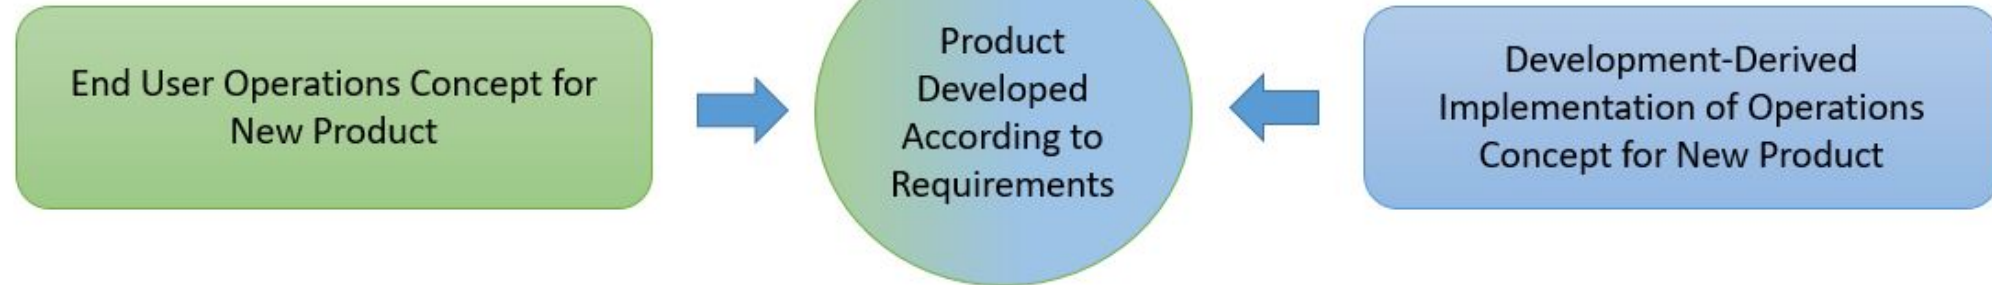 End User Operations Concept for
New Product
Product
Developed
According to
Requirements
Development-Derived
Implementation of Operations
Concept for New Product